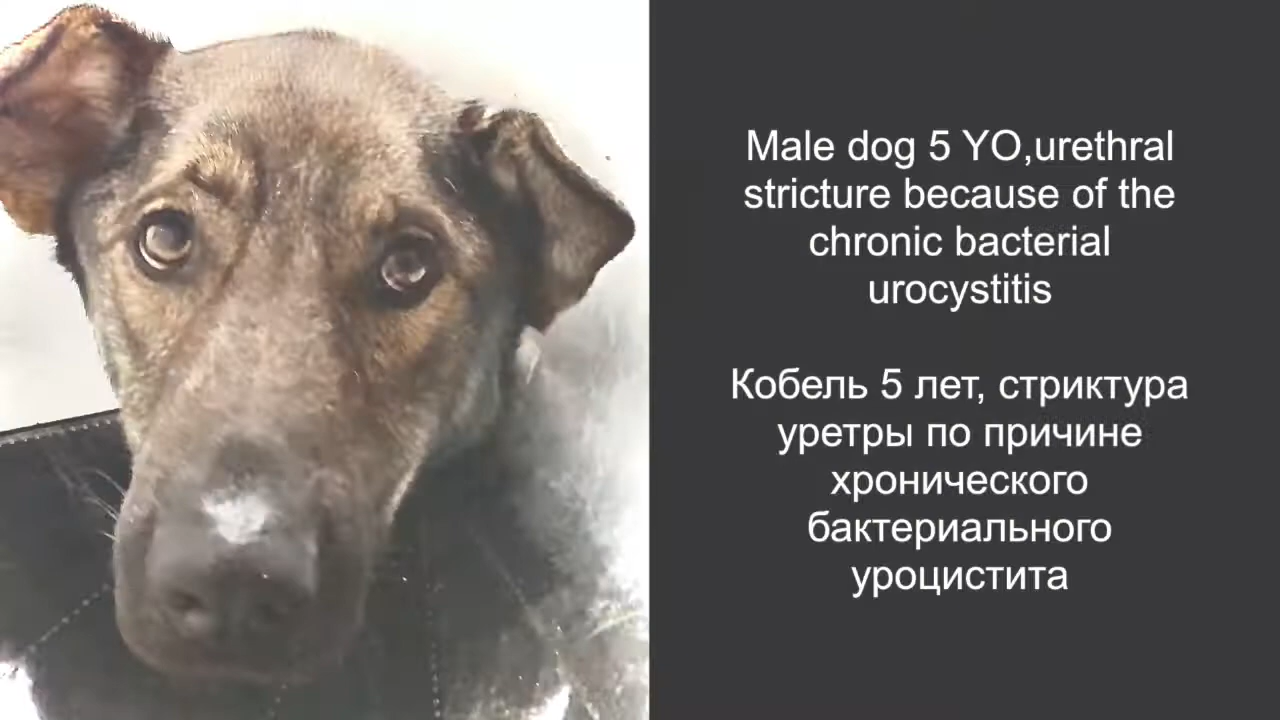 Male dog 5 YO,urethral
stricture because of the
chronic bacterial
urocystitis
Кобель 5 лет, стриктура
уретры по причине
хронического
бактериального
уроцистита